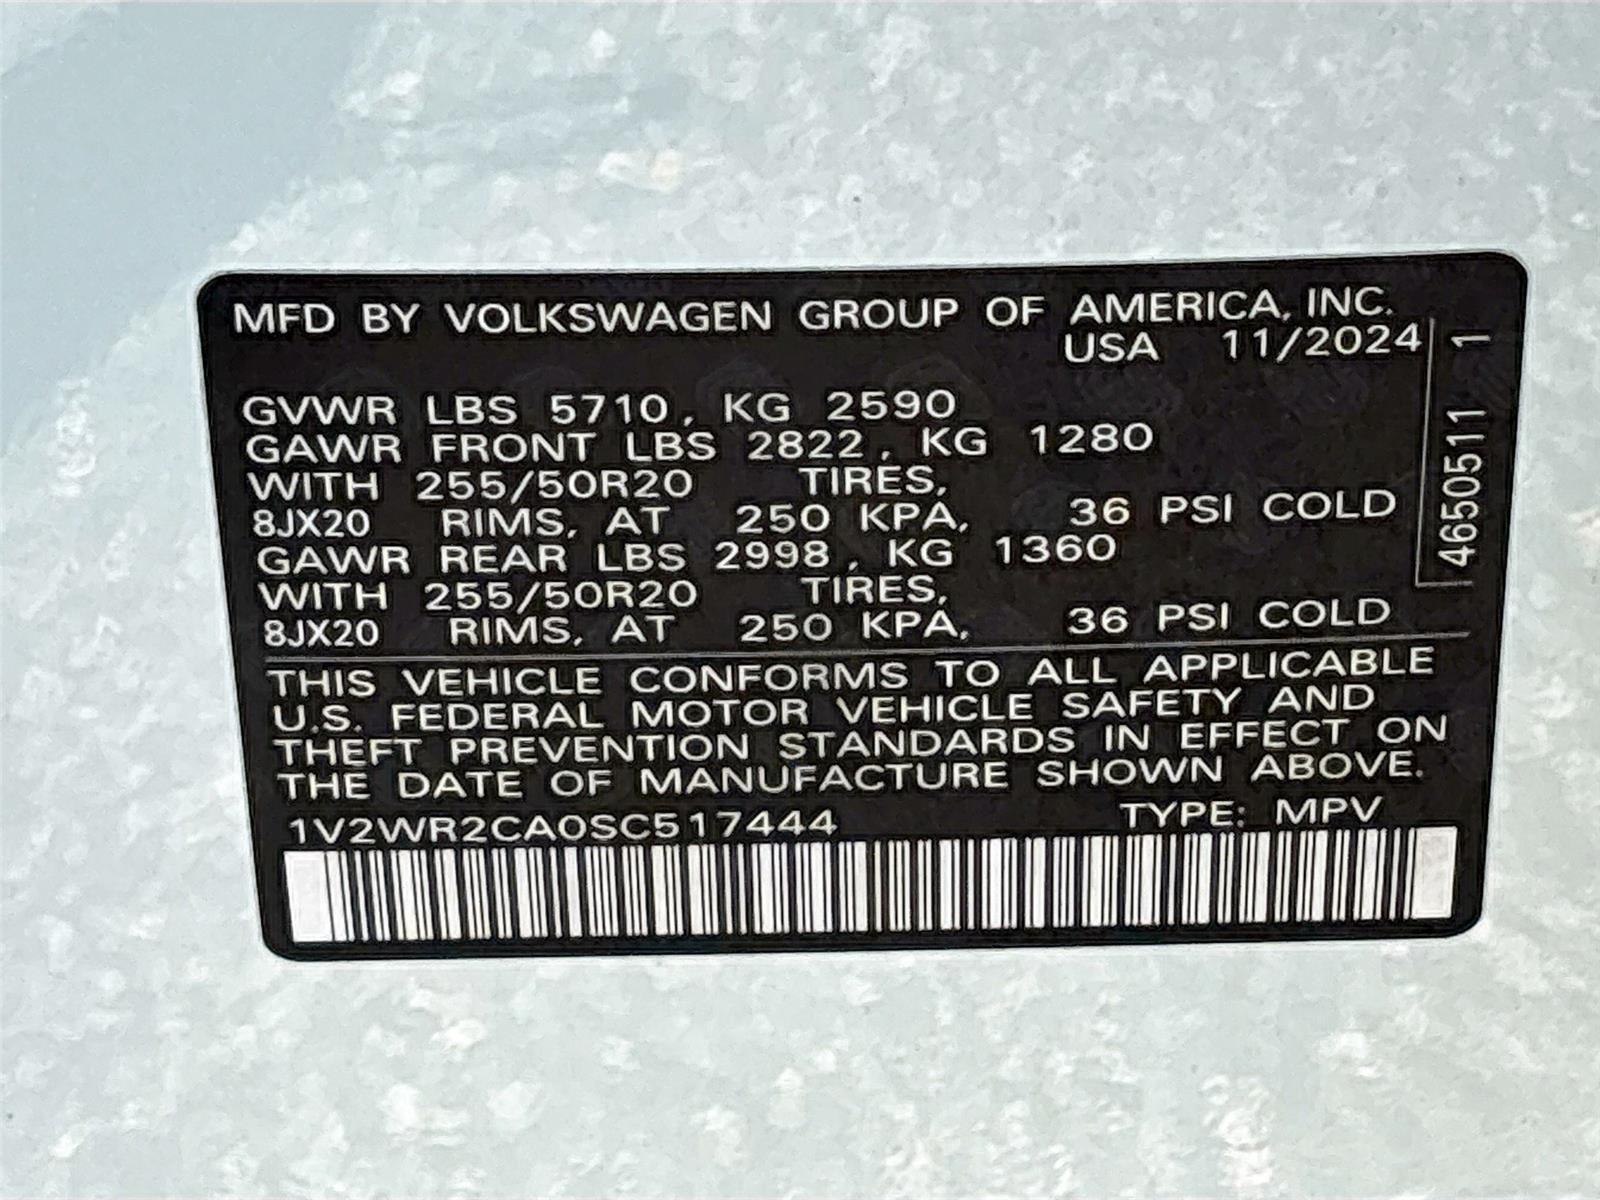 MFD BY VOLKSWAGEN GROUP OF AMERICA, INC.
USA 11/2024
GVWR LBS 5710, KG 2590
GAWR FRONT LBS 2822, KG 1280
WITH 255/50R20 TIRES,
8JX20 RIMS, AT 250 KPA, 36 PSI COLD
GAWR REAR LBS 2998, KG 1360
WITH 255/50R20 TIRES,
8JX20 RIMS, AT 250 KPA, 36 PSI COLD
4650511 1
THIS VEHICLE CONFORMS TO ALL APPLICABLE
U.S. FEDERAL MOTOR VEHICLE SAFETY AND
THEFT PREVENTION STANDARDS IN EFFECT ON
THE DATE OF MANUFACTURE SHOWN ABOVE.
1V2WR2CA0SC517444 TYPE: MPV